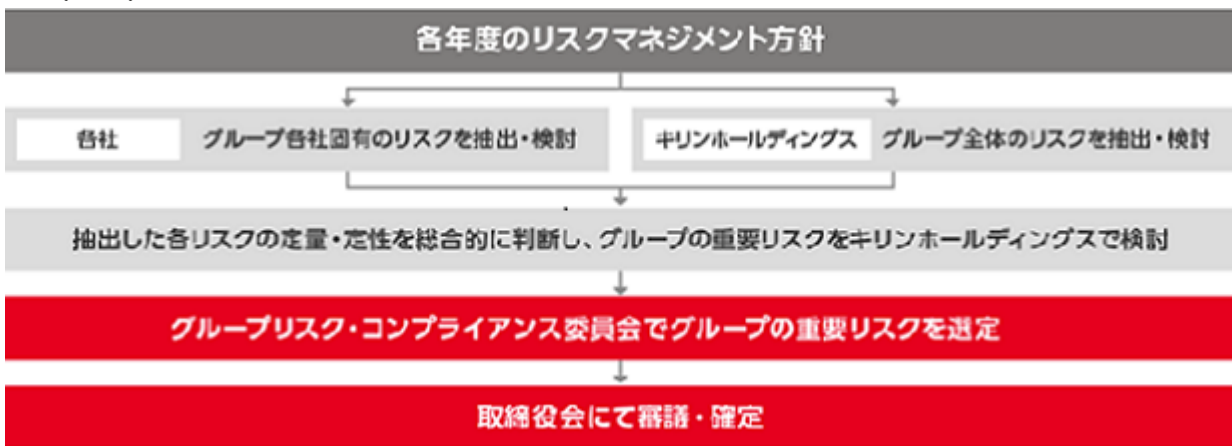 各年度のリスクマネジメント方針
各社 グループ各社固有のリスクを抽出・検討
キリンホールディングス グループ全体のリスクを抽出・検討
抽出した各リスクの定量・定性を総合的に判断し、グループの重要リスクをキリンホールディングスで検討
グループリスク・コンプライアンス委員会でグループの重要リスクを選定
取締役会にて審議・確定